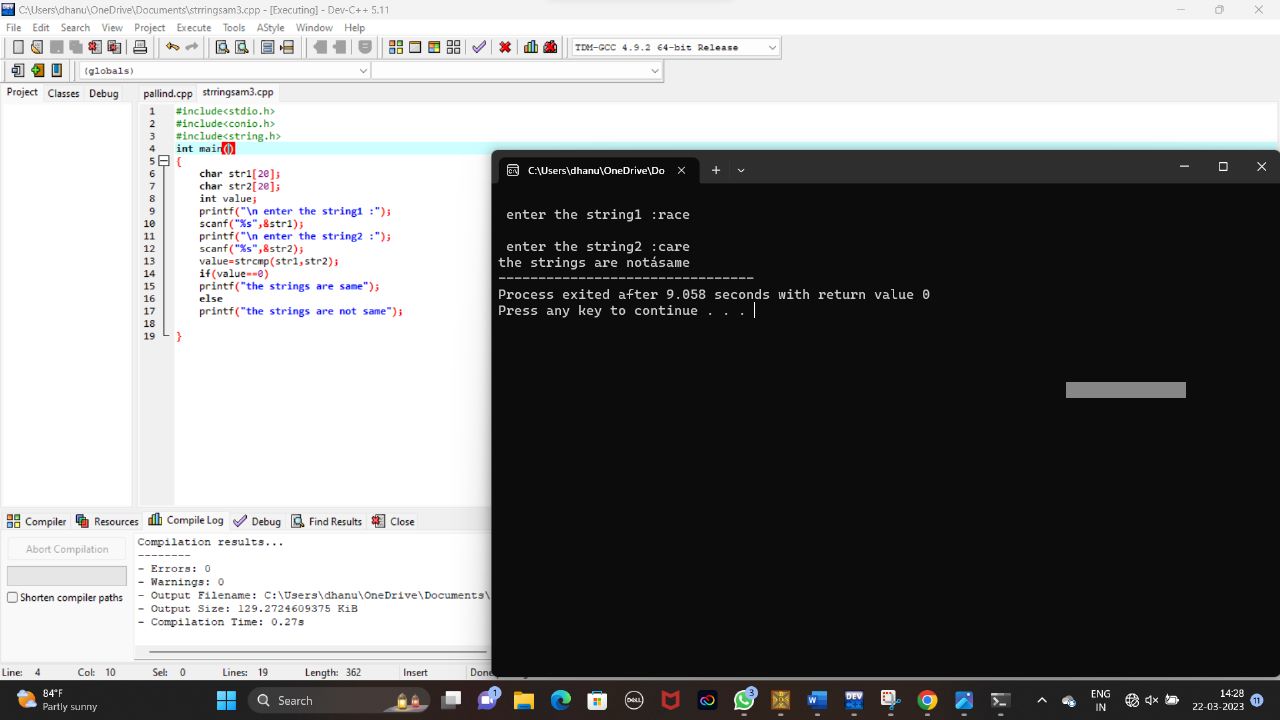 C:\Users\dhanu\OneDrive\Documents\strringsam3.cpp - [Executing] - Dev-C++ 5.11
File Edit Search View Project Execute Tools AStyle Window Help
TDM-GCC 4.9.2 64-bit Release
(globals)
Project Classes Debug
pallind.cpp strringsam3.cpp
1 #include<stdio.h>
2 #include<conio.h>
3 #include<string.h>
4 int main()
5 {
6 char str1[20];
7 char str2[20];
8 int value;
9 printf("\n enter the string1 :");
10 scanf("%s",&str1);
11 printf("\n enter the string2 :");
12 scanf("%s",&str2);
13 value=strcmp(str1,str2);
14 if(value==0)
15 printf("the strings are same");
16 else
17 printf("the strings are not same");
18
19 }
C:\Users\dhanu\OneDrive\Do
enter the string1 :race
enter the string2 :care
the strings are notásame
--------------------------------
Process exited after 9.058 seconds with return value 0
Press any key to continue . . .
Compiler Resources Compile Log Debug Find Results Close
Abort Compilation
Shorten compiler paths
Compilation results...
--------
- Errors: 0
- Warnings: 0
- Output Filename: C:\Users\dhanu\OneDrive\Documents\
- Output Size: 129.2724609375 KiB
- Compilation Time: 0.27s
Line: 4 Col: 10 Sel: 0 Lines: 19 Length: 362 Insert Done
84°F
Partly sunny
Search
1
DELL
3
DEV
ENG
IN
14:28
22-03-2023
1